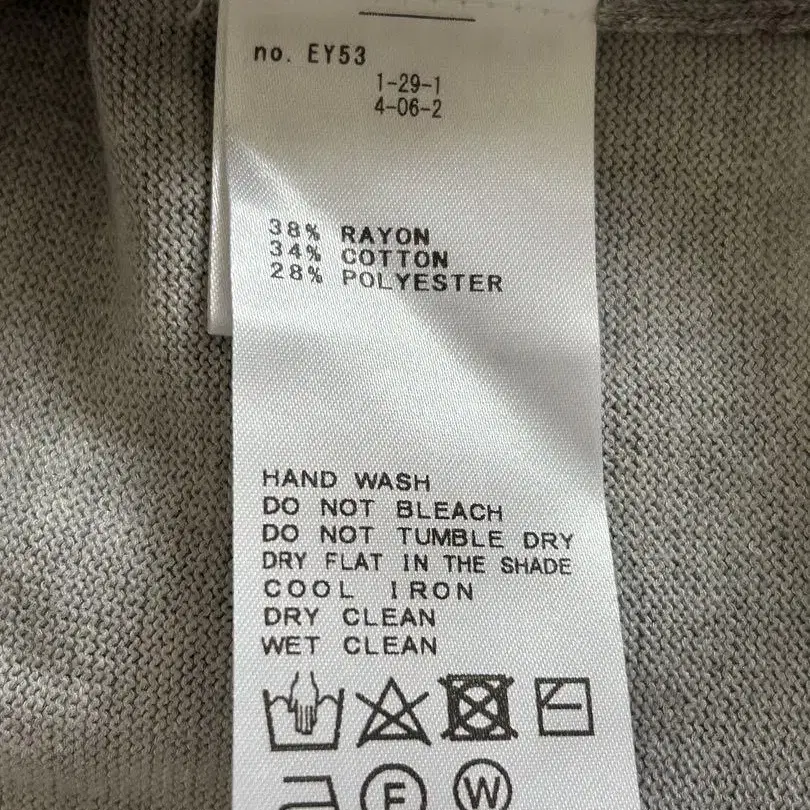 no. EY53
1-29-1
4-06-2
38% RAYON
34% COTTON
28% POLYESTER
HAND WASH
DO NOT BLEACH
DO NOT TUMBLE DRY
DRY FLAT IN THE SHADE
COOL IRON
DRY CLEAN
WET CLEAN
F W